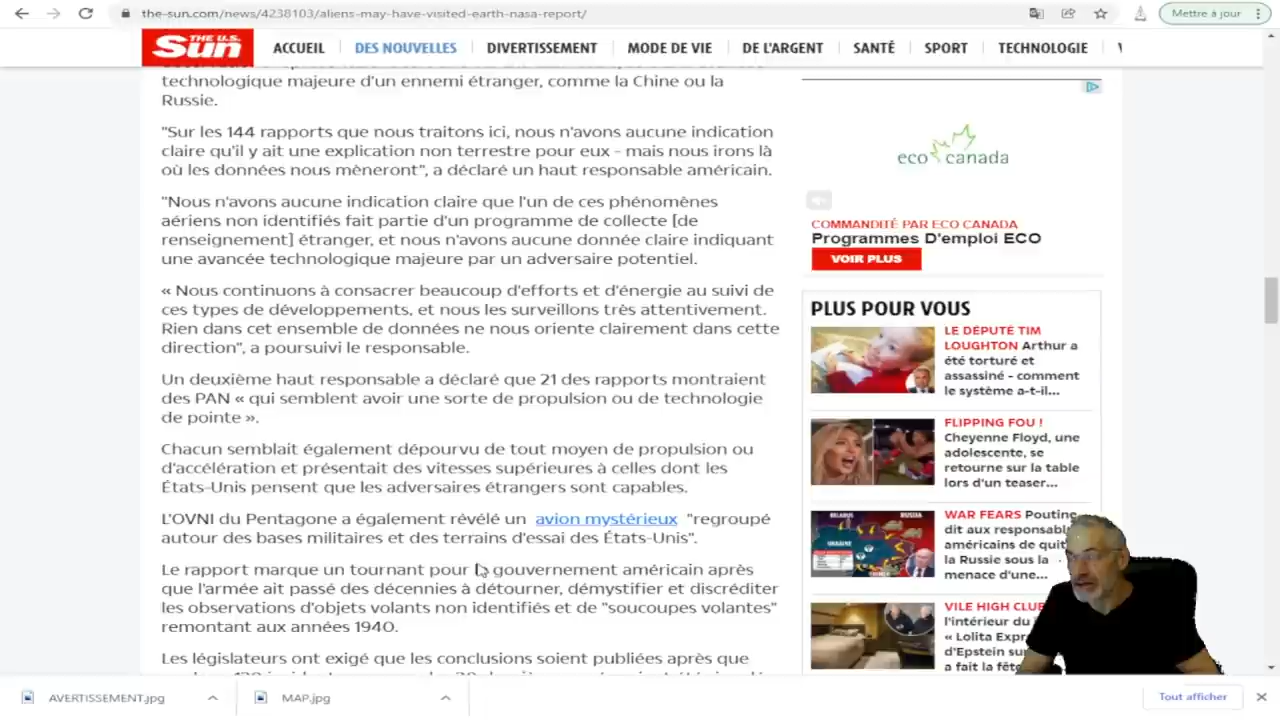 the-sun.com/news/4238103/aliens-may-have-visited-earth-nasa-report/
Mettre à jour
THE U.S. Sun
ACCUEIL
DES NOUVELLES
DIVERTISSEMENT
MODE DE VIE
DE L'ARGENT
SANTÉ
SPORT
TECHNOLOGIE
technologique majeure d'un ennemi étranger, comme la Chine ou la
Russie.
"Sur les 144 rapports que nous traitons ici, nous n'avons aucune indication
claire qu'il y ait une explication non terrestre pour eux - mais nous irons là
où les données nous mèneront", a déclaré un haut responsable américain.
"Nous n'avons aucune indication claire que l'un de ces phénomènes
aériens non identifiés fait partie d'un programme de collecte [de
renseignement] étranger, et nous n'avons aucune donnée claire indiquant
une avancée technologique majeure par un adversaire potentiel.
« Nous continuons à consacrer beaucoup d'efforts et d'énergie au suivi de
ces types de développements, et nous les surveillons très attentivement.
Rien dans cet ensemble de données ne nous oriente clairement dans cette
direction", a poursuivi le responsable.
Un deuxième haut responsable a déclaré que 21 des rapports montraient
des PAN « qui semblent avoir une sorte de propulsion ou de technologie
de pointe ».
Chacun semblait également dépourvu de tout moyen de propulsion ou
d'accélération et présentait des vitesses supérieures à celles dont les
États-Unis pensent que les adversaires étrangers sont capables.
L'OVNI du Pentagone a également révélé un avion mystérieux "regroupé
autour des bases militaires et des terrains d'essai des États-Unis".
Le rapport marque un tournant pour le gouvernement américain après
que l'armée ait passé des décennies à détourner, démystifier et discréditer
les observations d'objets volants non identifiés et de "soucoupes volantes"
remontant aux années 1940.
Les législateurs ont exigé que les conclusions soient publiées après que
eco canada
COMMANDITÉ PAR ECO CANADA
Programmes D'emploi ECO
VOIR PLUS
PLUS POUR VOUS
LE DÉPUTÉ TIM
LOUGHTON Arthur a
été torturé et
assassiné - comment
le système a-t-il...
FLIPPING FOU !
Cheyenne Floyd, une
adolescente, se
retourne sur la table
lors d'un teaser...
BELARUS
RUSSIA
UKRAINE
WAR FEARS Poutine
dit aux responsabl
américains de quit
la Russie sous la
menace d'une...
VILE HIGH CLUB
l'intérieur du
« Lolita Expr
d'Epstein su
a fait la fête
AVERTISSEMENT.jpg
MAP.jpg
Tout afficher